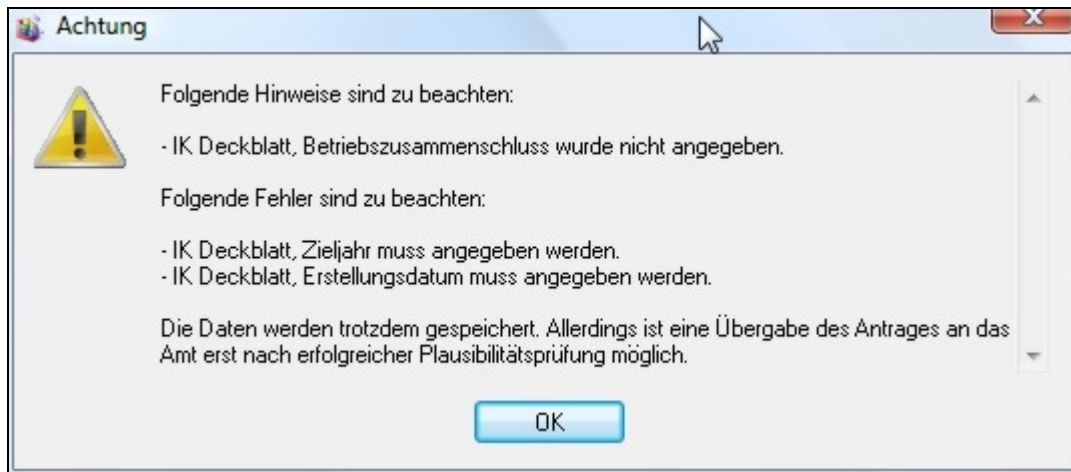 Achtung
Folgende Hinweise sind zu beachten:
- IK Deckblatt, Betriebszusammenschluss wurde nicht angegeben.
Folgende Fehler sind zu beachten:
- IK Deckblatt, Zieljahr muss angegeben werden.
- IK Deckblatt, Erstellungsdatum muss angegeben werden.
Die Daten werden trotzdem gespeichert. Allerdings ist eine Übergabe des Antrages an das
Amt erst nach erfolgreicher Plausibilitätsprüfung möglich.
OK